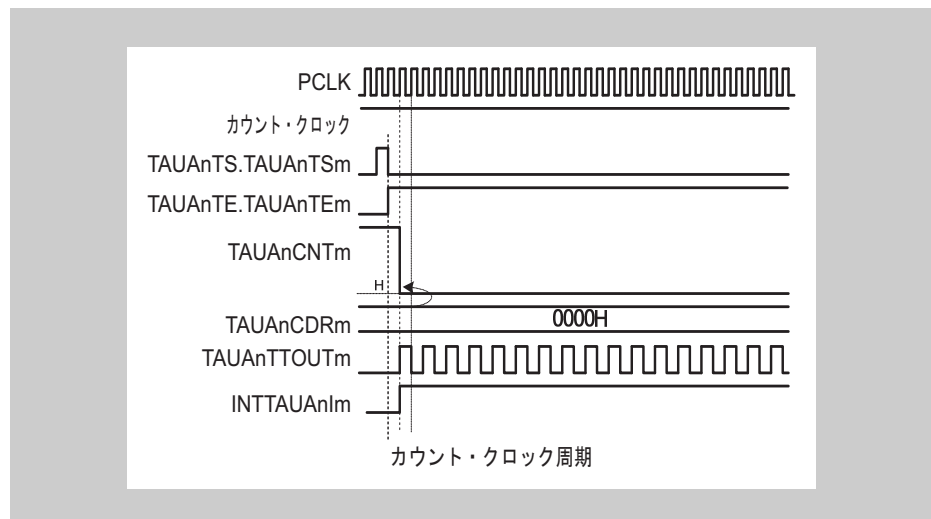 PCLK
カウント・クロック
TAUAnTS.TAUAnTSm
TAUAnTE.TAUAnTEm
TAUAnCNTm
H
TAUAnCDRm
0000H
TAUAnTTOUTm
INTTAUAnIm
カウント・クロック周期